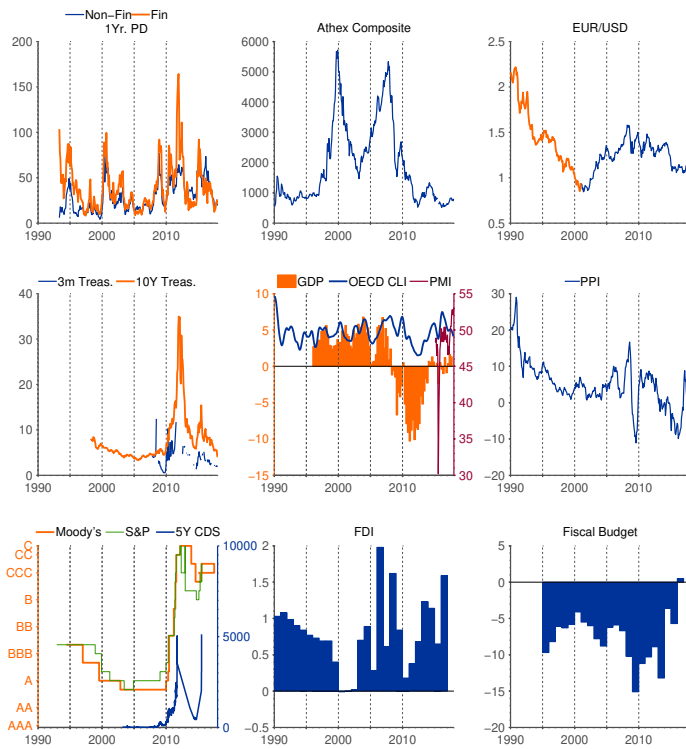 Non−Fin Fin
1Yr. PD
Athex Composite
EUR/USD
200
150
100
50
0
1990 2000 2010
6000
5000
4000
3000
2000
1000
0
1990 2000 2010
2.5
2
1.5
1
0.5
1990 2000 2010
3m Treas. 10Y Treas.
GDP OECD CLI PMI
PPI
40
30
20
10
0
1990 2000 2010
10
5
0
−5
−10
−15
55
50
45
40
35
30
1990 2000 2010
30
20
10
0
−10
−20
1990 2000 2010
Moody's S&P 5Y CDS
FDI
Fiscal Budget
C
CC
CCC
B
BB
BBB
A
AA
AAA
10000
5000
0
1990 2000 2010
2
1.5
1
0.5
0
−0.5
1990 2000 2010
5
0
−5
−10
−15
−20
1990 2000 2010